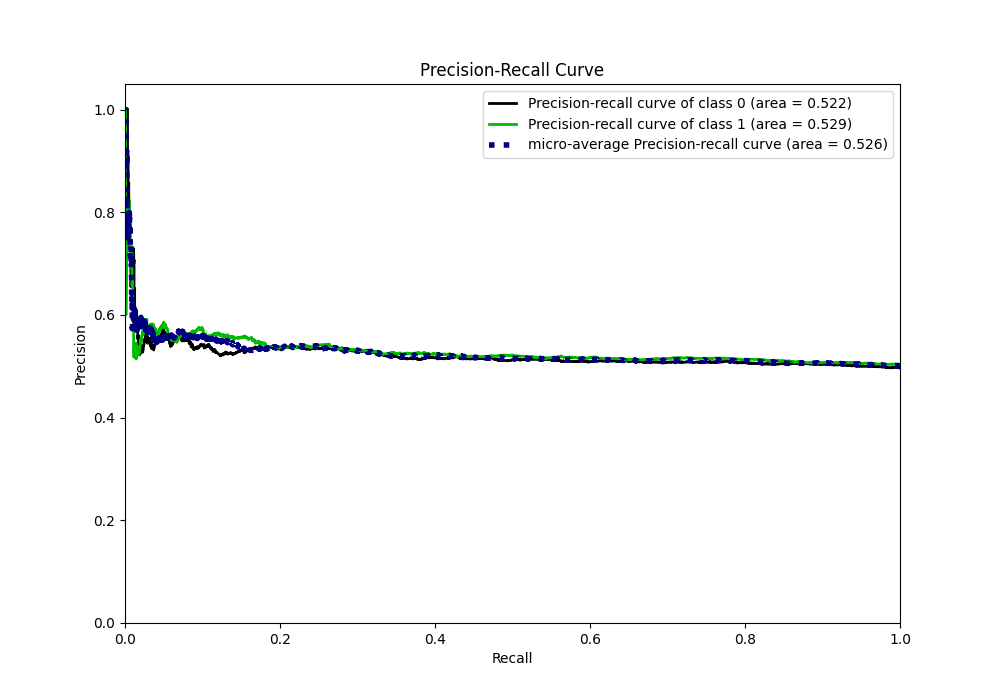 Precision-Recall Curve
Precision-recall curve of class 0 (area = 0.522)
Precision-recall curve of class 1 (area = 0.529)
micro-average Precision-recall curve (area = 0.526)
Precision
1.0
0.8
0.6
0.4
0.2
0.0
0.0 0.2 0.4 0.6 0.8 1.0
Recall